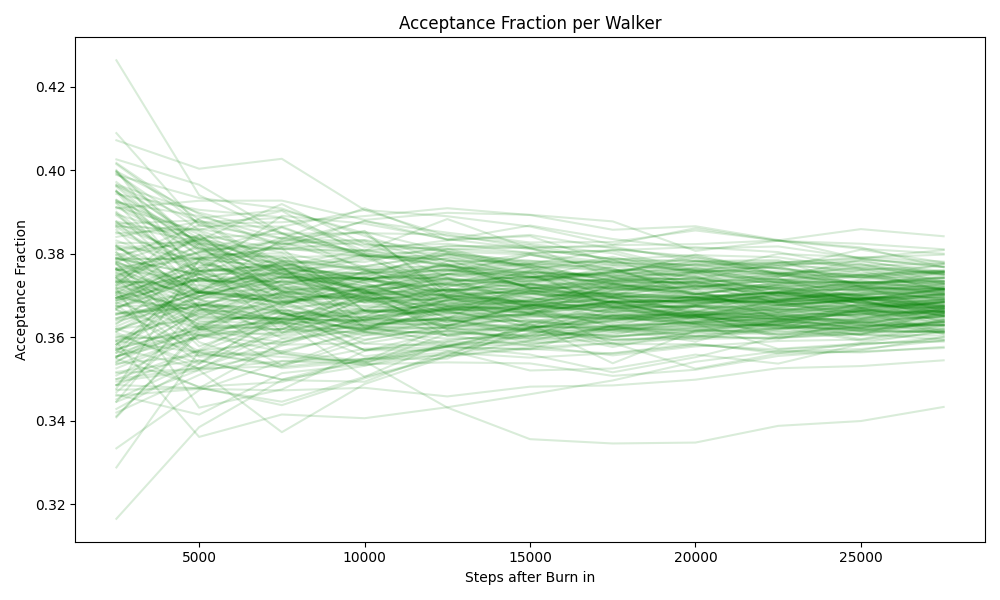 Acceptance Fraction per Walker
Acceptance Fraction
0.42
0.40
0.38
0.36
0.34
0.32
5000 10000 15000 20000 25000
Steps after Burn in